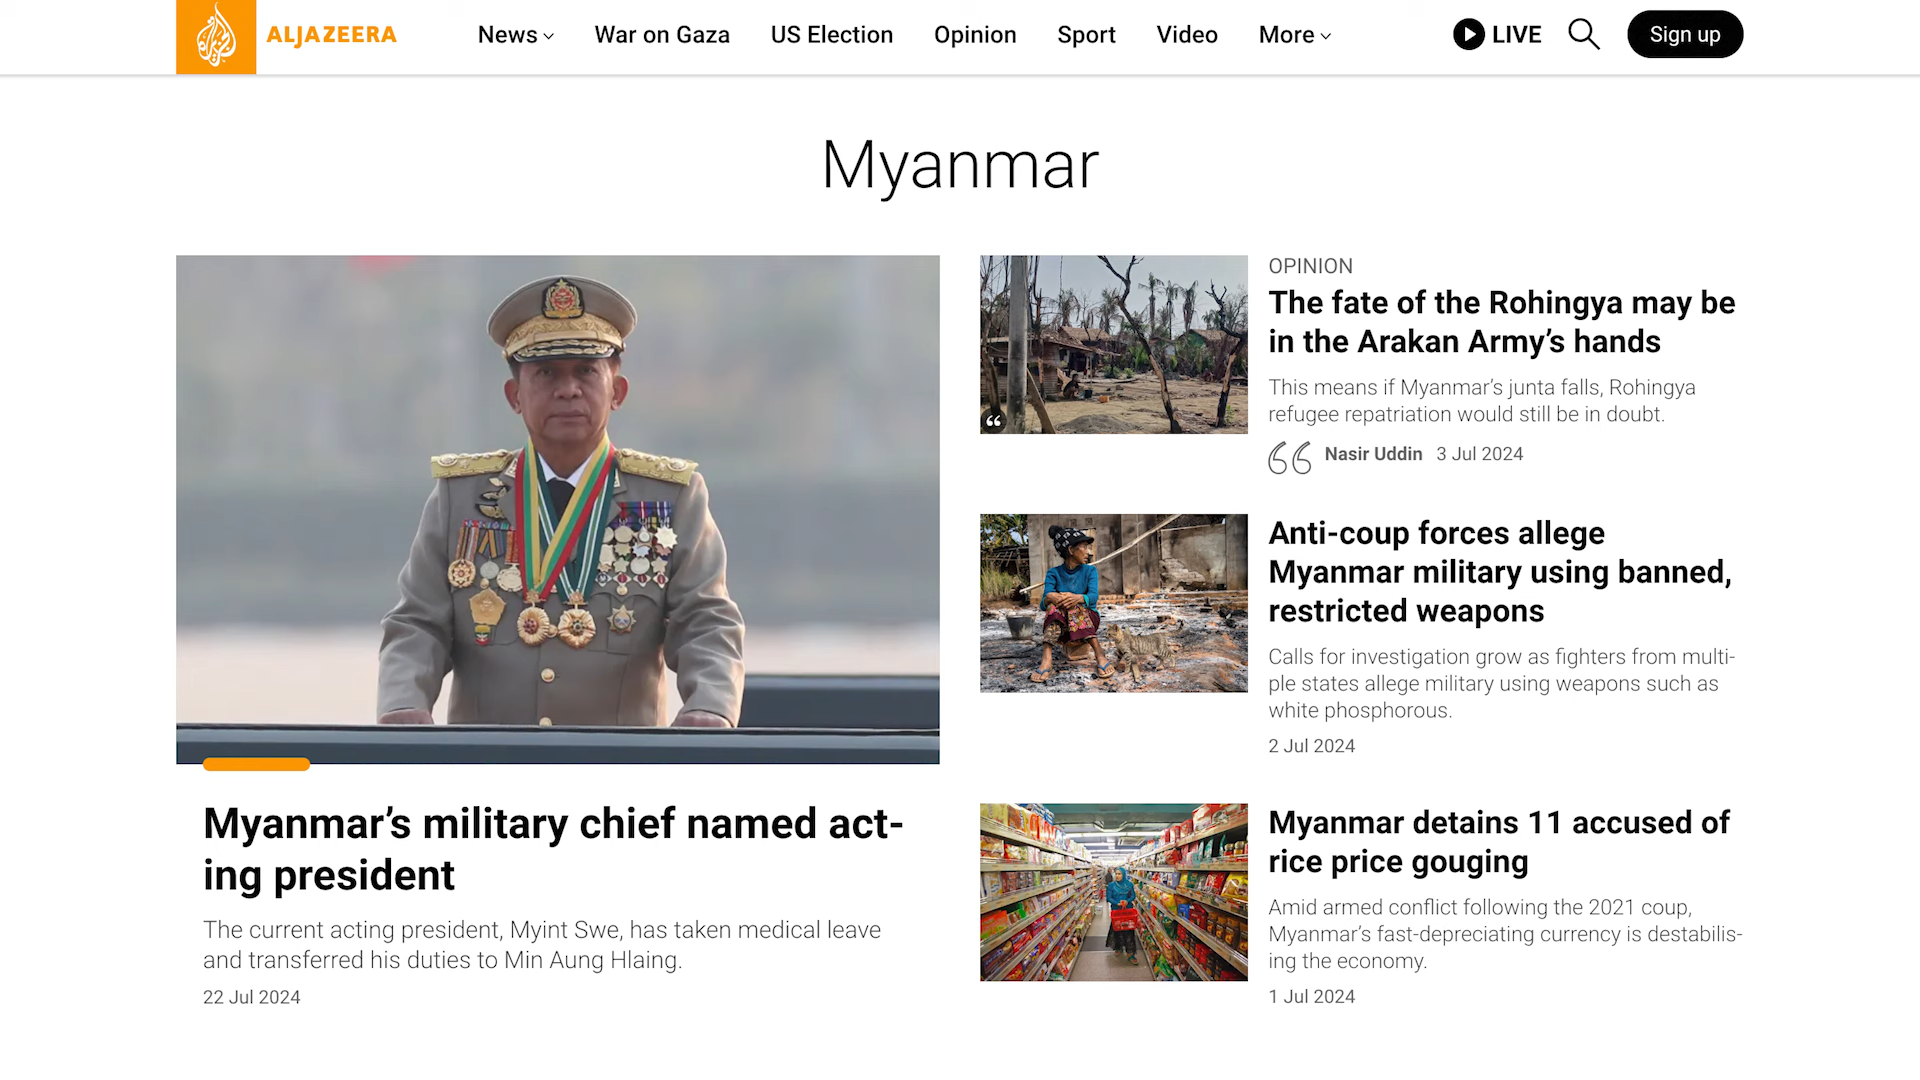 ALJAZEERA
News
War on Gaza
US Election
Opinion
Sport
Video
More
LIVE
Sign up
Myanmar
Myanmar’s military chief named act-
ing president
The current acting president, Myint Swe, has taken medical leave
and transferred his duties to Min Aung Hlaing.
22 Jul 2024
OPINION
The fate of the Rohingya may be
in the Arakan Army’s hands
This means if Myanmar’s junta falls, Rohingya
refugee repatriation would still be in doubt.
Nasir Uddin 3 Jul 2024
Anti-coup forces allege
Myanmar military using banned,
restricted weapons
Calls for investigation grow as fighters from multi-
ple states allege military using weapons such as
white phosphorous.
2 Jul 2024
Myanmar detains 11 accused of
rice price gouging
Amid armed conflict following the 2021 coup,
Myanmar’s fast-depreciating currency is destabilis-
ing the economy.
1 Jul 2024